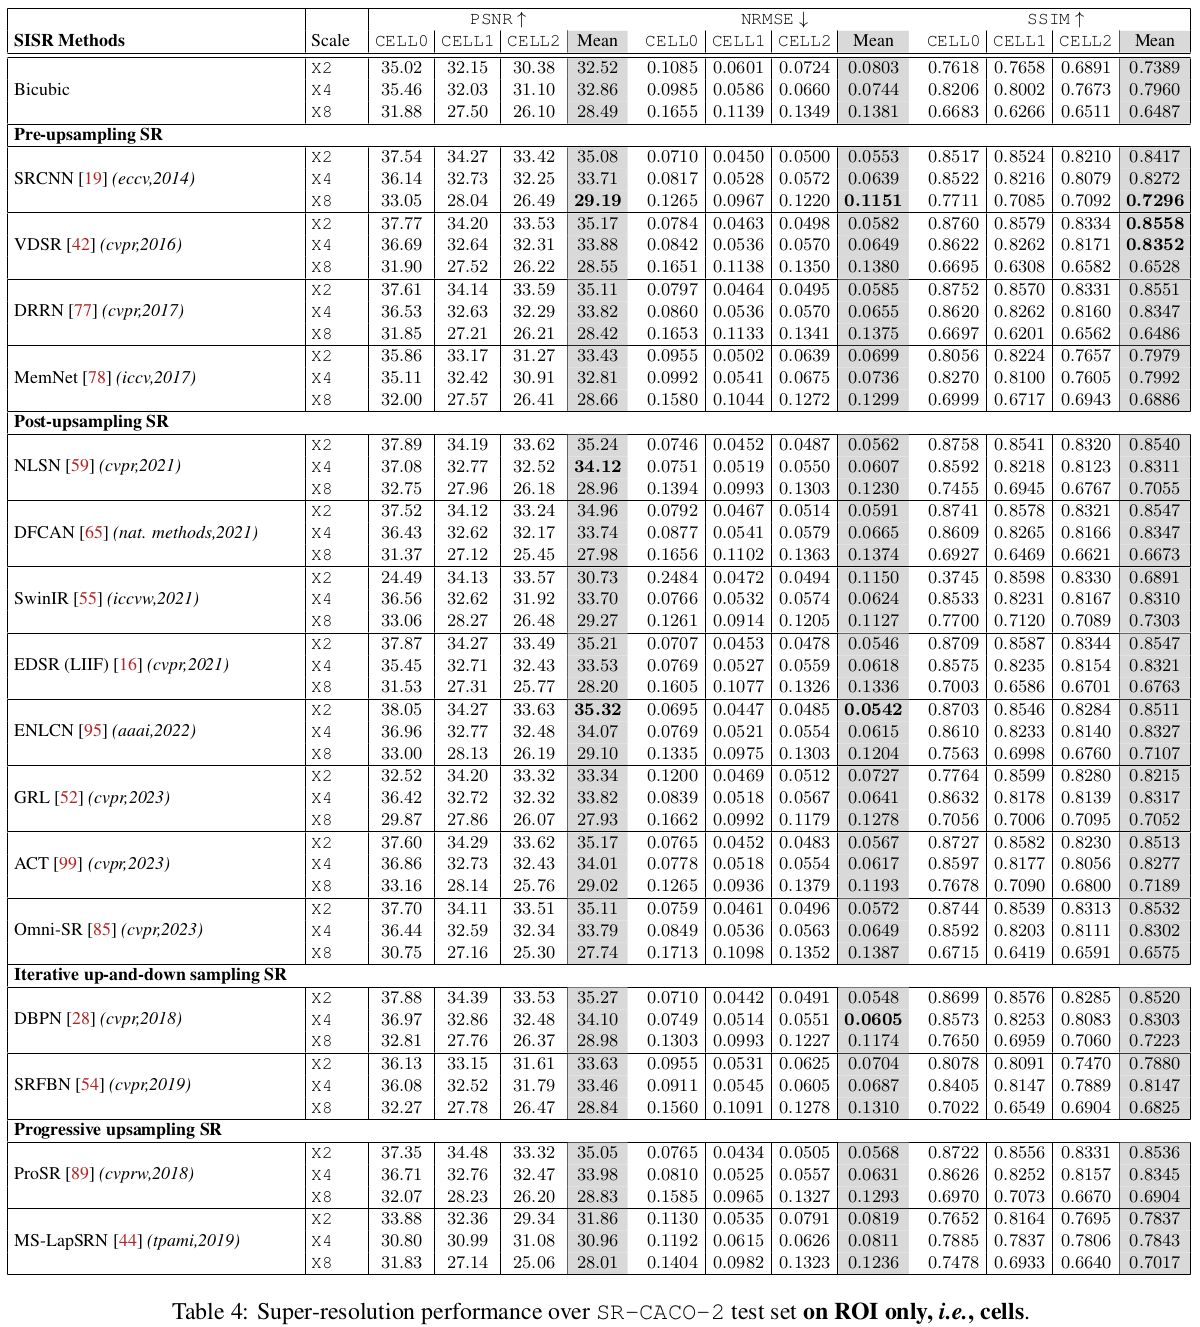 PSNR↑ NRMSE↓ SSIM↑
SISR Methods Scale CELL0 CELL1 CELL2 Mean CELL0 CELL1 CELL2 Mean CELL0 CELL1 CELL2 Mean
X2 35.02 32.15 30.38 32.52 0.1085 0.0601 0.0724 0.0803 0.7618 0.7658 0.6891 0.7389
Bicubic X4 35.46 32.03 31.10 32.86 0.0985 0.0586 0.0660 0.0744 0.8206 0.8002 0.7673 0.7960
X8 31.88 27.50 26.10 28.49 0.1655 0.1139 0.1349 0.1381 0.6683 0.6266 0.6511 0.6487
Pre-upsampling SR
X2 37.54 34.27 33.42 35.08 0.0710 0.0450 0.0500 0.0553 0.8517 0.8524 0.8210 0.8417
SRCNN [19] (eccv,2014) X4 36.14 32.73 32.25 33.71 0.0817 0.0528 0.0572 0.0639 0.8522 0.8216 0.8079 0.8272
X8 33.05 28.04 26.49 29.19 0.1265 0.0967 0.1220 0.1151 0.7711 0.7085 0.7092 0.7296
X2 37.77 34.20 33.53 35.17 0.0784 0.0463 0.0498 0.0582 0.8760 0.8579 0.8334 0.8558
VDSR [42] (cvpr,2016) X4 36.69 32.64 32.31 33.88 0.0842 0.0536 0.0570 0.0649 0.8622 0.8262 0.8171 0.8352
X8 31.90 27.52 26.22 28.55 0.1651 0.1138 0.1350 0.1380 0.6695 0.6308 0.6582 0.6528
X2 37.61 34.14 33.59 35.11 0.0797 0.0464 0.0495 0.0585 0.8752 0.8570 0.8331 0.8551
DRRN [77] (cvpr,2017) X4 36.53 32.63 32.29 33.82 0.0860 0.0536 0.0570 0.0655 0.8620 0.8262 0.8160 0.8347
X8 31.85 27.21 26.21 28.42 0.1653 0.1133 0.1341 0.1375 0.6697 0.6201 0.6562 0.6486
X2 35.86 33.17 31.27 33.43 0.0955 0.0502 0.0639 0.0699 0.8056 0.8224 0.7657 0.7979
MemNet [78] (iccv,2017) X4 35.11 32.42 30.91 32.81 0.0992 0.0541 0.0675 0.0736 0.8270 0.8100 0.7605 0.7992
X8 32.00 27.57 26.41 28.66 0.1580 0.1044 0.1272 0.1299 0.6999 0.6717 0.6943 0.6886
Post-upsampling SR
X2 37.89 34.19 33.62 35.24 0.0746 0.0452 0.0487 0.0562 0.8758 0.8541 0.8320 0.8540
NLSN [59] (cvpr,2021) X4 37.08 32.77 32.52 34.12 0.0751 0.0519 0.0550 0.0607 0.8592 0.8218 0.8123 0.8311
X8 32.75 27.96 26.18 28.96 0.1394 0.0993 0.1303 0.1230 0.7455 0.6945 0.6767 0.7055
X2 37.52 34.12 33.24 34.96 0.0792 0.0467 0.0514 0.0591 0.8741 0.8578 0.8321 0.8547
DFCAN [65] (nat. methods,2021) X4 36.43 32.62 32.17 33.74 0.0877 0.0541 0.0579 0.0665 0.8609 0.8265 0.8166 0.8347
X8 31.37 27.12 25.45 27.98 0.1656 0.1102 0.1363 0.1374 0.6927 0.6469 0.6621 0.6673
X2 24.49 34.13 33.57 30.73 0.2484 0.0472 0.0494 0.1150 0.3745 0.8598 0.8330 0.6891
SwinIR [55] (iccvw,2021) X4 36.56 32.62 31.92 33.70 0.0766 0.0532 0.0574 0.0624 0.8533 0.8231 0.8167 0.8310
X8 33.06 28.27 26.48 29.27 0.1261 0.0914 0.1205 0.1127 0.7700 0.7120 0.7089 0.7303
X2 37.87 34.27 33.49 35.21 0.0707 0.0453 0.0478 0.0546 0.8709 0.8587 0.8344 0.8547
EDSR (LIIF) [16] (cvpr,2021) X4 35.45 32.71 32.43 33.53 0.0769 0.0527 0.0559 0.0618 0.8575 0.8235 0.8154 0.8321
X8 31.53 27.31 25.77 28.20 0.1605 0.1077 0.1326 0.1336 0.7003 0.6586 0.6701 0.6763
X2 38.05 34.27 33.63 35.32 0.0695 0.0447 0.0485 0.0542 0.8703 0.8546 0.8284 0.8511
ENLCN [95] (aaai,2022) X4 36.96 32.77 32.48 34.07 0.0769 0.0521 0.0554 0.0615 0.8610 0.8233 0.8140 0.8327
X8 33.00 28.13 26.19 29.10 0.1335 0.0975 0.1303 0.1204 0.7563 0.6998 0.6760 0.7107
X2 32.52 34.20 33.32 33.34 0.1200 0.0469 0.0512 0.0727 0.7764 0.8599 0.8280 0.8215
GRL [52] (cvpr,2023) X4 36.42 32.72 32.32 33.82 0.0839 0.0518 0.0567 0.0641 0.8632 0.8178 0.8139 0.8317
X8 29.87 27.86 26.07 27.93 0.1662 0.0992 0.1179 0.1278 0.7056 0.7006 0.7095 0.7052
X2 37.60 34.29 33.62 35.17 0.0765 0.0452 0.0483 0.0567 0.8727 0.8582 0.8230 0.8513
ACT [99] (cvpr,2023) X4 36.86 32.73 32.43 34.01 0.0778 0.0518 0.0554 0.0617 0.8597 0.8177 0.8056 0.8277
X8 33.16 28.14 25.76 29.02 0.1265 0.0936 0.1379 0.1193 0.7678 0.7090 0.6800 0.7189
X2 37.70 34.11 33.51 35.11 0.0759 0.0461 0.0496 0.0572 0.8744 0.8539 0.8313 0.8532
Omni-SR [85] (cvpr,2023) X4 36.44 32.59 32.34 33.79 0.0849 0.0536 0.0563 0.0649 0.8592 0.8203 0.8111 0.8302
X8 30.75 27.16 25.30 27.74 0.1713 0.1098 0.1352 0.1387 0.6715 0.6419 0.6591 0.6575
Iterative up-and-down sampling SR
X2 37.88 34.39 33.53 35.27 0.0710 0.0442 0.0491 0.0548 0.8699 0.8576 0.8285 0.8520
DBPN [28] (cvpr,2018) X4 36.97 32.86 32.48 34.10 0.0749 0.0514 0.0551 0.0605 0.8573 0.8253 0.8083 0.8303
X8 32.81 27.76 26.37 28.98 0.1303 0.0993 0.1227 0.1174 0.7650 0.6959 0.7060 0.7223
X2 36.13 33.15 31.61 33.63 0.0955 0.0531 0.0625 0.0704 0.8078 0.8091 0.7470 0.7880
SRFBN [54] (cvpr,2019) X4 36.08 32.52 31.79 33.46 0.0911 0.0545 0.0605 0.0687 0.8405 0.8147 0.7889 0.8147
X8 32.27 27.78 26.47 28.84 0.1560 0.1091 0.1278 0.1310 0.7022 0.6549 0.6904 0.6825
Progressive upsampling SR
X2 37.35 34.48 33.32 35.05 0.0765 0.0434 0.0505 0.0568 0.8722 0.8556 0.8331 0.8536
ProSR [89] (cvprw,2018) X4 36.71 32.76 32.47 33.98 0.0810 0.0525 0.0557 0.0631 0.8626 0.8252 0.8157 0.8345
X8 32.07 28.23 26.20 28.83 0.1585 0.0965 0.1327 0.1293 0.6970 0.7073 0.6670 0.6904
X2 33.88 32.36 29.34 31.86 0.1130 0.0535 0.0791 0.0819 0.7652 0.8164 0.7695 0.7837
MS-LapSRN [44] (tpami,2019) X4 30.80 30.99 31.08 30.96 0.1192 0.0615 0.0626 0.0811 0.7885 0.7837 0.7806 0.7843
X8 31.83 27.14 25.06 28.01 0.1404 0.0982 0.1323 0.1236 0.7478 0.6933 0.6640 0.7017
Table 4: Super-resolution performance over SR-CACO-2 test set on ROI only, i.e., cells.